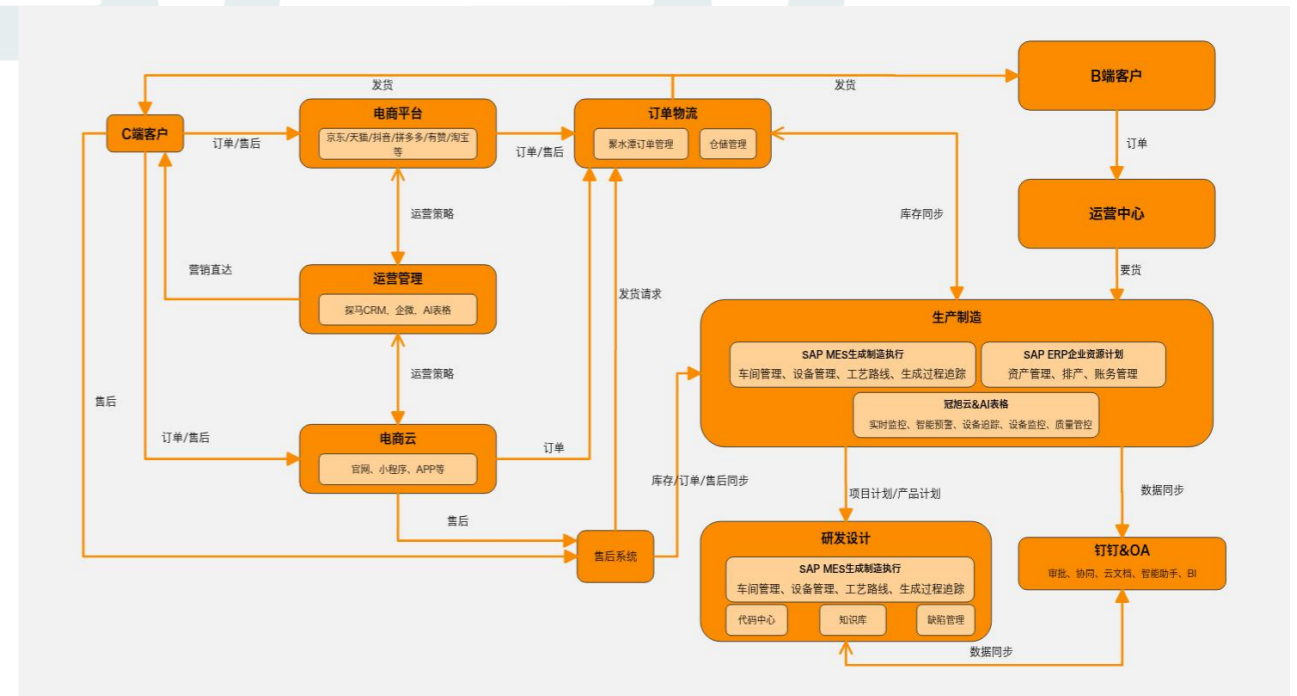 发货
发货
B端客户
C端客户
订单/售后
电商平台
京东/天猫/抖音/拼多多/有赞/淘宝
等
订单/售后
订单物流
聚水潭订单管理
仓储管理
订单
运营策略
库存同步
运营中心
营销直达
运营管理
探马CRM、企微、AI表格
发货请求
要货
生产制造
SAP MES生成制造执行
车间管理、设备管理、工艺路线、生成过程追踪
SAP ERP企业资源计划
资产管理、排产、账务管理
冠旭云&AI表格
实时监控、智能预警、设备追踪、设备监控、质量管控
运营策略
售后
订单/售后
电商云
官网、小程序、APP等
订单
库存/订单/售后同步
项目计划/产品计划
数据同步
售后
售后系统
研发设计
SAP MES生成制造执行
车间管理、设备管理、工艺路线、生成过程追踪
代码中心
知识库
缺陷管理
钉钉&OA
审批、协同、云文档、智能助手、BI
数据同步